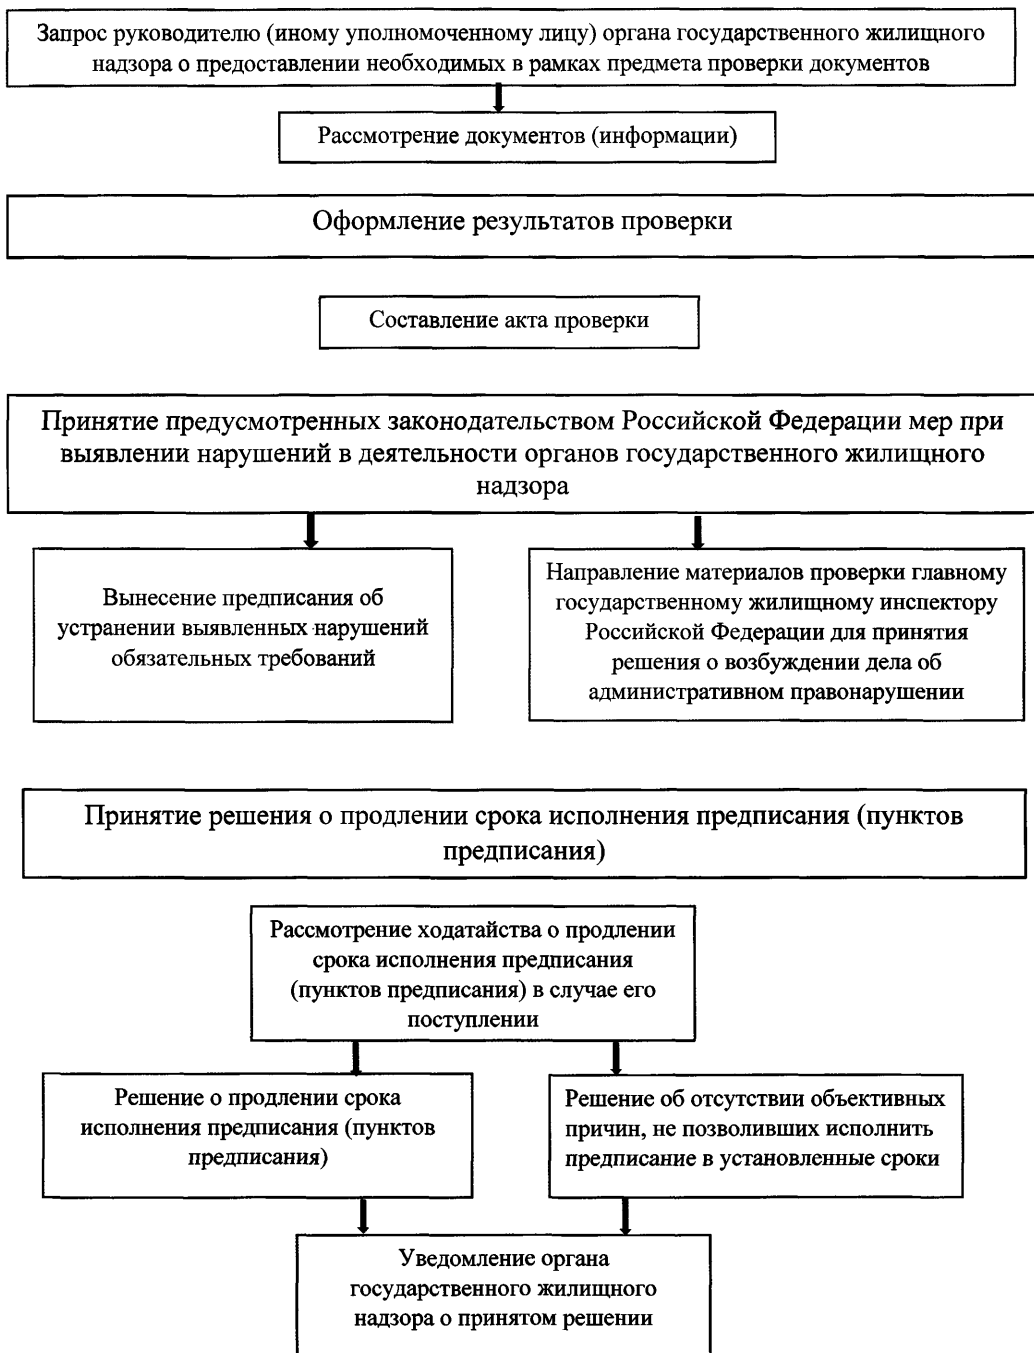 Запрос руководителю (иному уполномоченному лицу) органа государственного жилищного
надзора о предоставлении необходимых в рамках предмета проверки документов
Рассмотрение документов (информации)
Оформление результатов проверки
Составление акта проверки
Принятие предусмотренных законодательством Российской Федерации мер при
выявлении нарушений в деятельности органов государственного жилищного
надзора
Вынесение предписания об
устранении выявленных нарушений
обязательных требований
Направление материалов проверки главному
государственному жилищному инспектору
Российской Федерации для принятия
решения о возбуждении дела об
административном правонарушении
Принятие решения о продлении срока исполнения предписания (пунктов
предписания)
Рассмотрение ходатайства о продлении
срока исполнения предписания
(пунктов предписания) в случае его
поступлении
Решение о продлении срока
исполнения предписания (пунктов
предписания)
Решение об отсутствии объективных
причин, не позволивших исполнить
предписание в установленные сроки
Уведомление органа
государственного жилищного
надзора о принятом решении